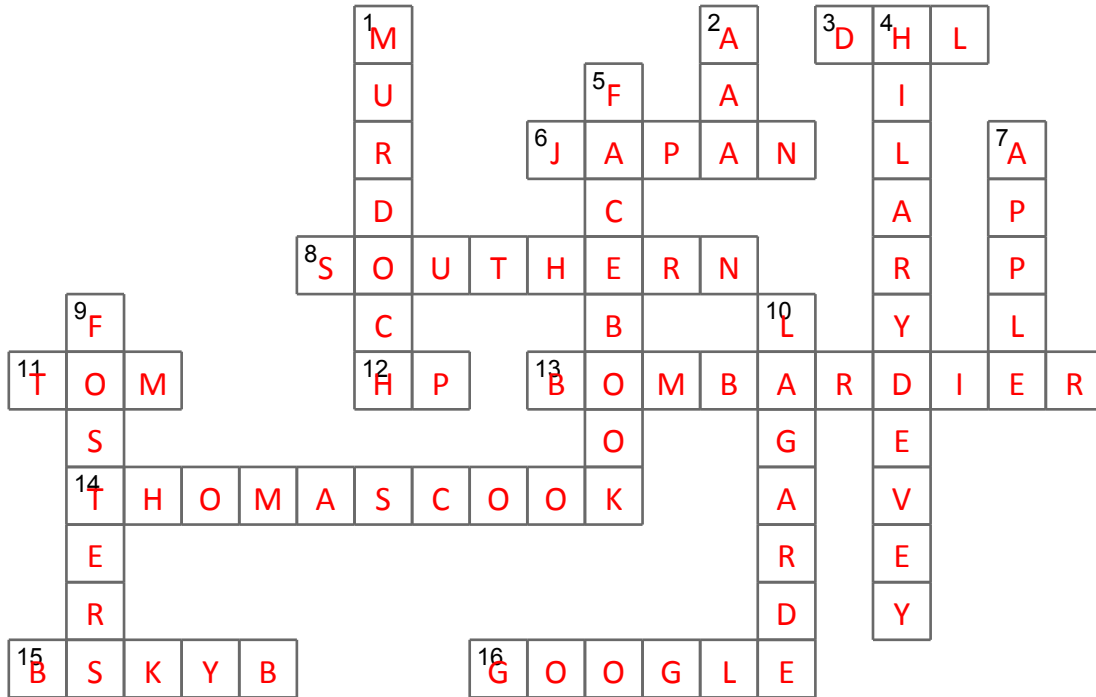 1 M 2 A 3 D 4 H L
U 5 F A I
R 6 J A P A N L 7 A
D C A P
8 S O U T H E R N R P
9 F C B 10 L Y L
11 T O M 12 H P 13 B O M B A R D I E R
S O G E
14 T H O M A S C O O K A V
E R E
R D Y
15 B S K Y B 16 G O O G L E